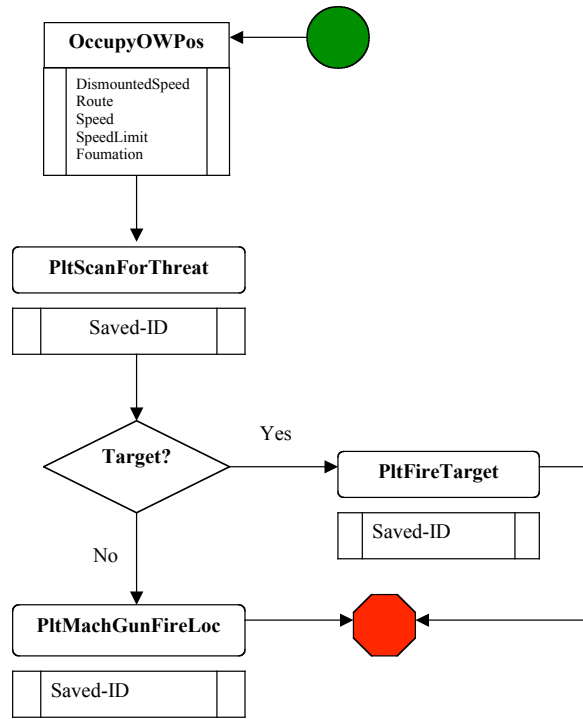 OccupyOWPos
DismountedSpeed
Route
Speed
SpeedLimit
Foumation
PltScanForThreat
Saved-ID
Target?
Yes
PltFireTarget
Saved-ID
No
PltMachGunFireLoc
Saved-ID